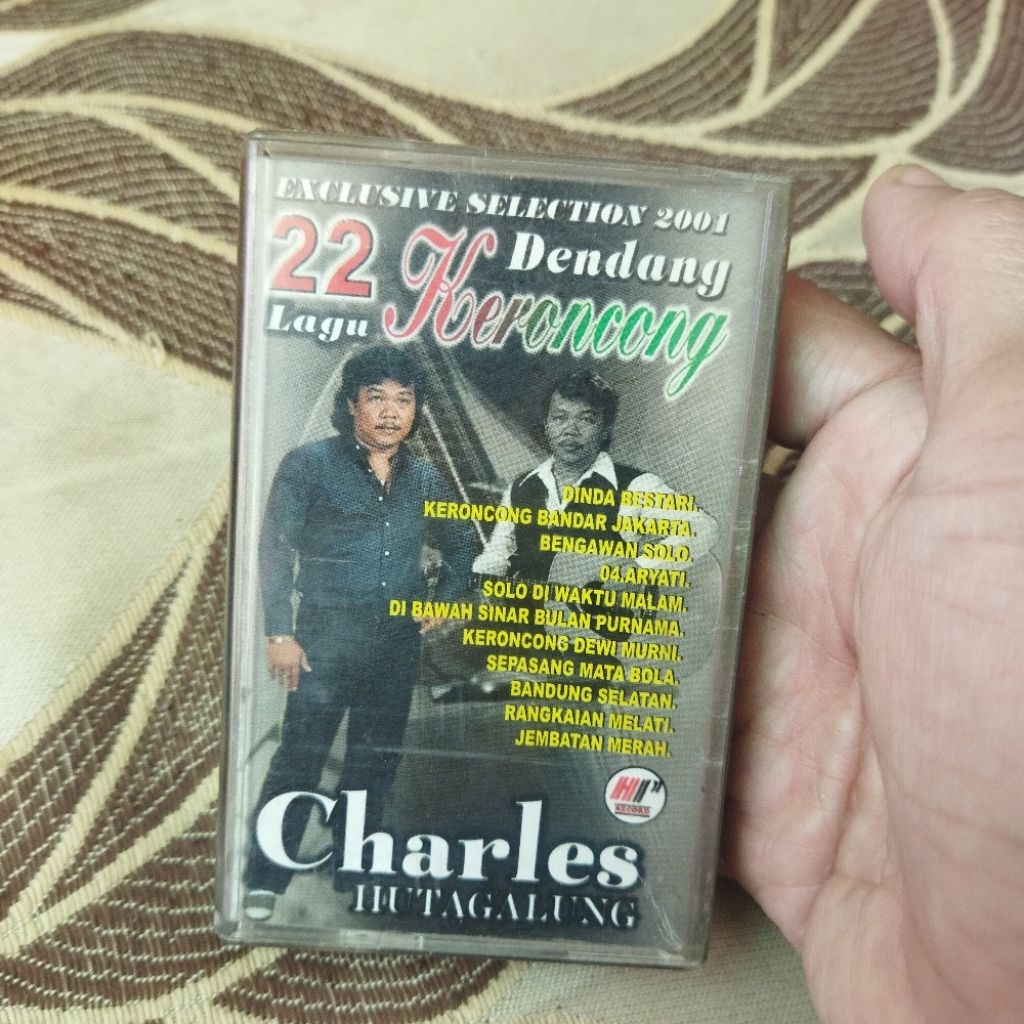 EXCLUSIVE SELECTION 2001
22 Dendang
Lagu Keroncong
DINDA BESTARI.
KERONCONG BANDAR JAKARTA.
BENGAWAN SOLO.
04.ARYATI.
SOLO DI WAKTU MALAM.
DI BAWAH SINAR BULAN PURNAMA.
KERONCONG DEWI MURNI.
SEPASANG MATA BOLA.
BANDUNG SELATAN.
RANGKAIAN MELATI.
JEMBATAN MERAH.
RECORD
Charles
HUTAGALUNG